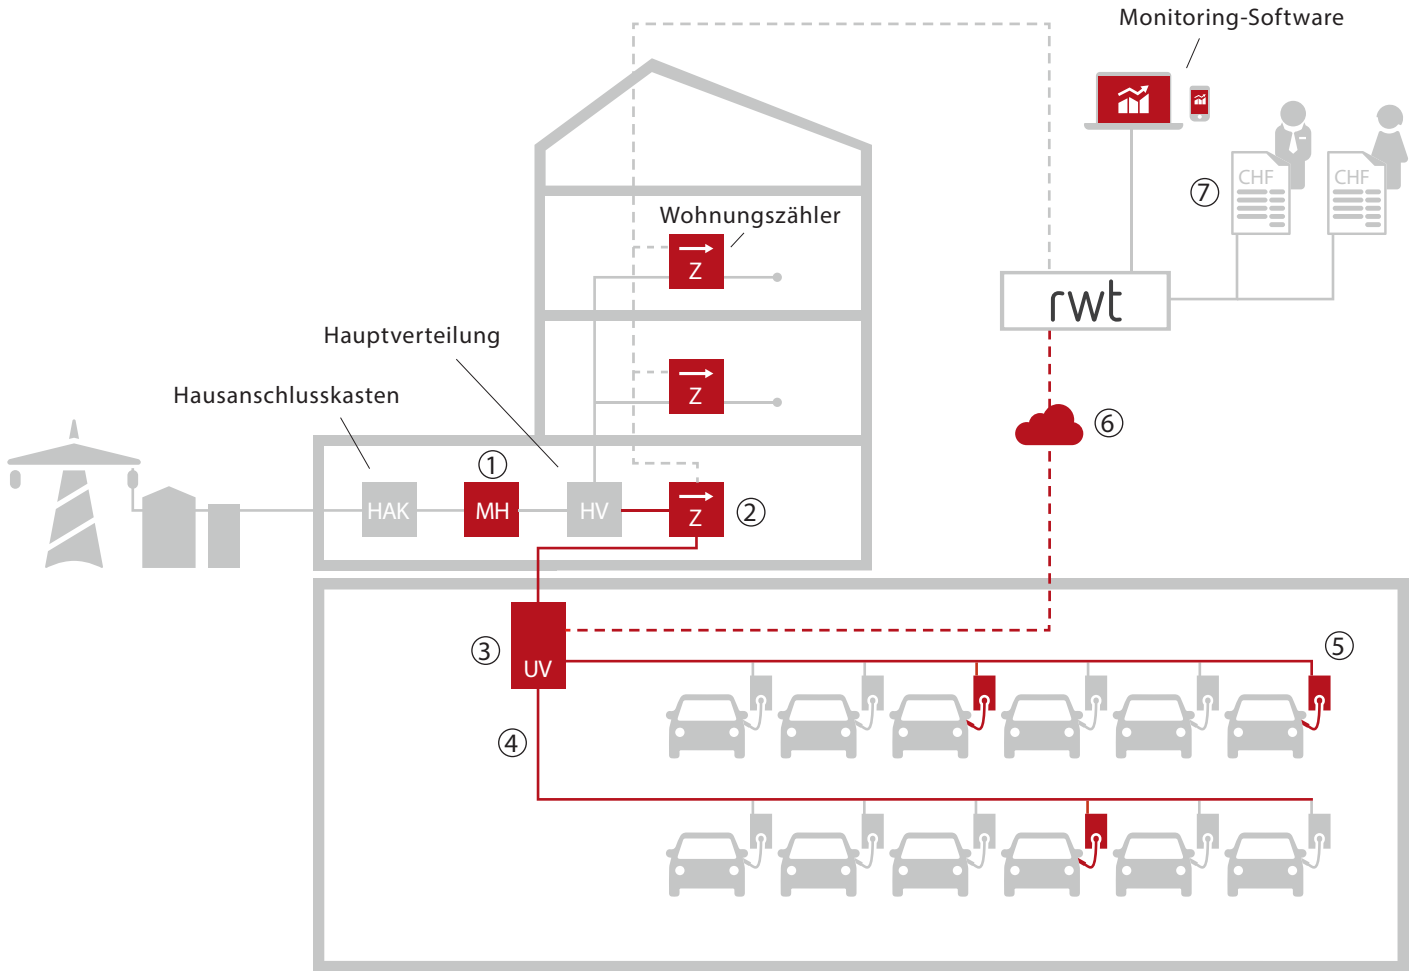 Monitoring-Software
CHF
CHF
⑦
Wohnungszähler
Z
rwt
Hauptverteilung
Z
Hausanschlusskasten
⑥
①
HAK
MH
HV
Z
②
③
UV
⑤
④